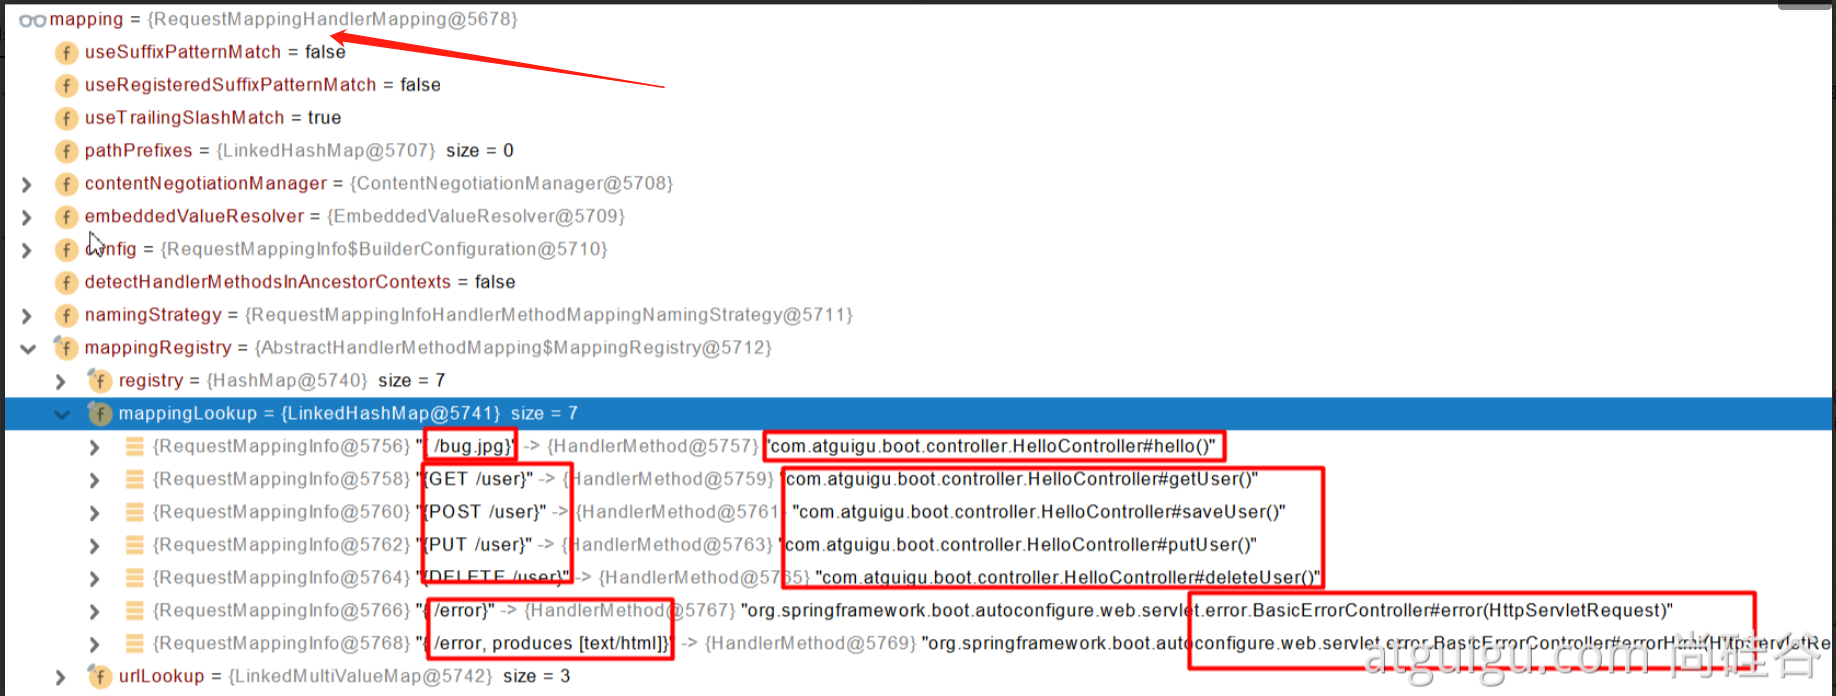 mapping = {RequestMappingHandlerMapping@5678}
useSuffixPatternMatch = false
useRegisteredSuffixPatternMatch = false
useTrailingSlashMatch = true
pathPrefixes = {LinkedHashMap@5707} size = 0
contentNegotiationManager = {ContentNegotiationManager@5708}
embeddedValueResolver = {EmbeddedValueResolver@5709}
config = {RequestMappingInfo$BuilderConfiguration@5710}
detectHandlerMethodsInAncestorContexts = false
namingStrategy = {RequestMappingInfoHandlerMethodMappingNamingStrategy@5711}
mappingRegistry = {AbstractHandlerMethodMapping$MappingRegistry@5712}
registry = {HashMap@5740} size = 7
mappingLookup = {LinkedHashMap@5741} size = 7
{RequestMappingInfo@5756} "{ /bug.jpg}" -> {HandlerMethod@5757} "com.atguigu.boot.controller.HelloController#hello()"
{RequestMappingInfo@5758} "{GET /user}" -> {HandlerMethod@5759} "com.atguigu.boot.controller.HelloController#getUser()"
{RequestMappingInfo@5760} "{POST /user}" -> {HandlerMethod@5761} "com.atguigu.boot.controller.HelloController#saveUser()"
{RequestMappingInfo@5762} "{PUT /user}" -> {HandlerMethod@5763} "com.atguigu.boot.controller.HelloController#putUser()"
{RequestMappingInfo@5764} "{DELETE /user}" -> {HandlerMethod@5765} "com.atguigu.boot.controller.HelloController#deleteUser()"
{RequestMappingInfo@5766} "{ /error}" -> {HandlerMethod@5767} "org.springframework.boot.autoconfigure.web.servlet.error.BasicErrorController#error(HttpServletRequest)"
{RequestMappingInfo@5768} "{ /error, produces [text/html]}" -> {HandlerMethod@5769} "org.springframework.boot.autoconfigure.web.servlet.error.BasicErrorController#errorHtml(HttpServletRe
urlLookup = {LinkedMultiValueMap@5742} size = 3
atguigu.com 尚硅谷